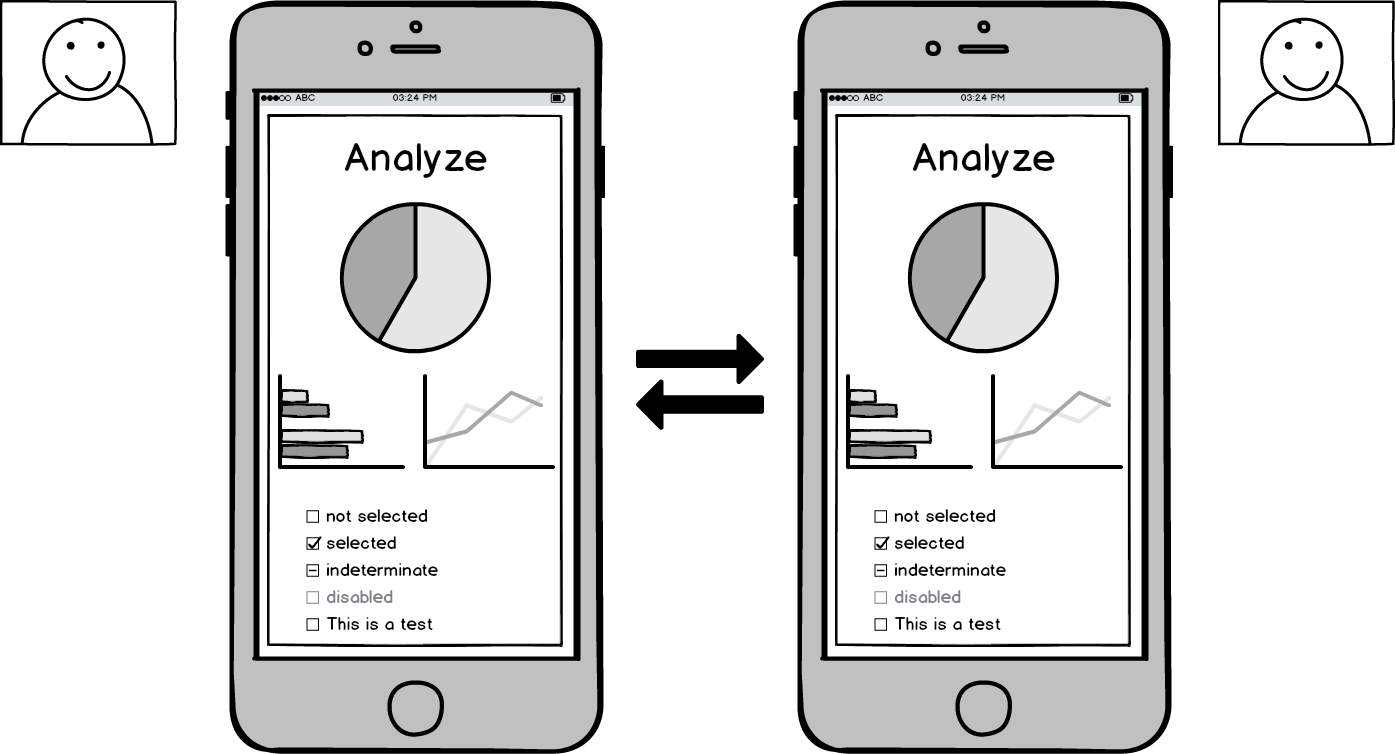 ABC 03:24 PM
Analyze
not selected
selected
indeterminate
disabled
This is a test
ABC 03:24 PM
Analyze
not selected
selected
indeterminate
disabled
This is a test